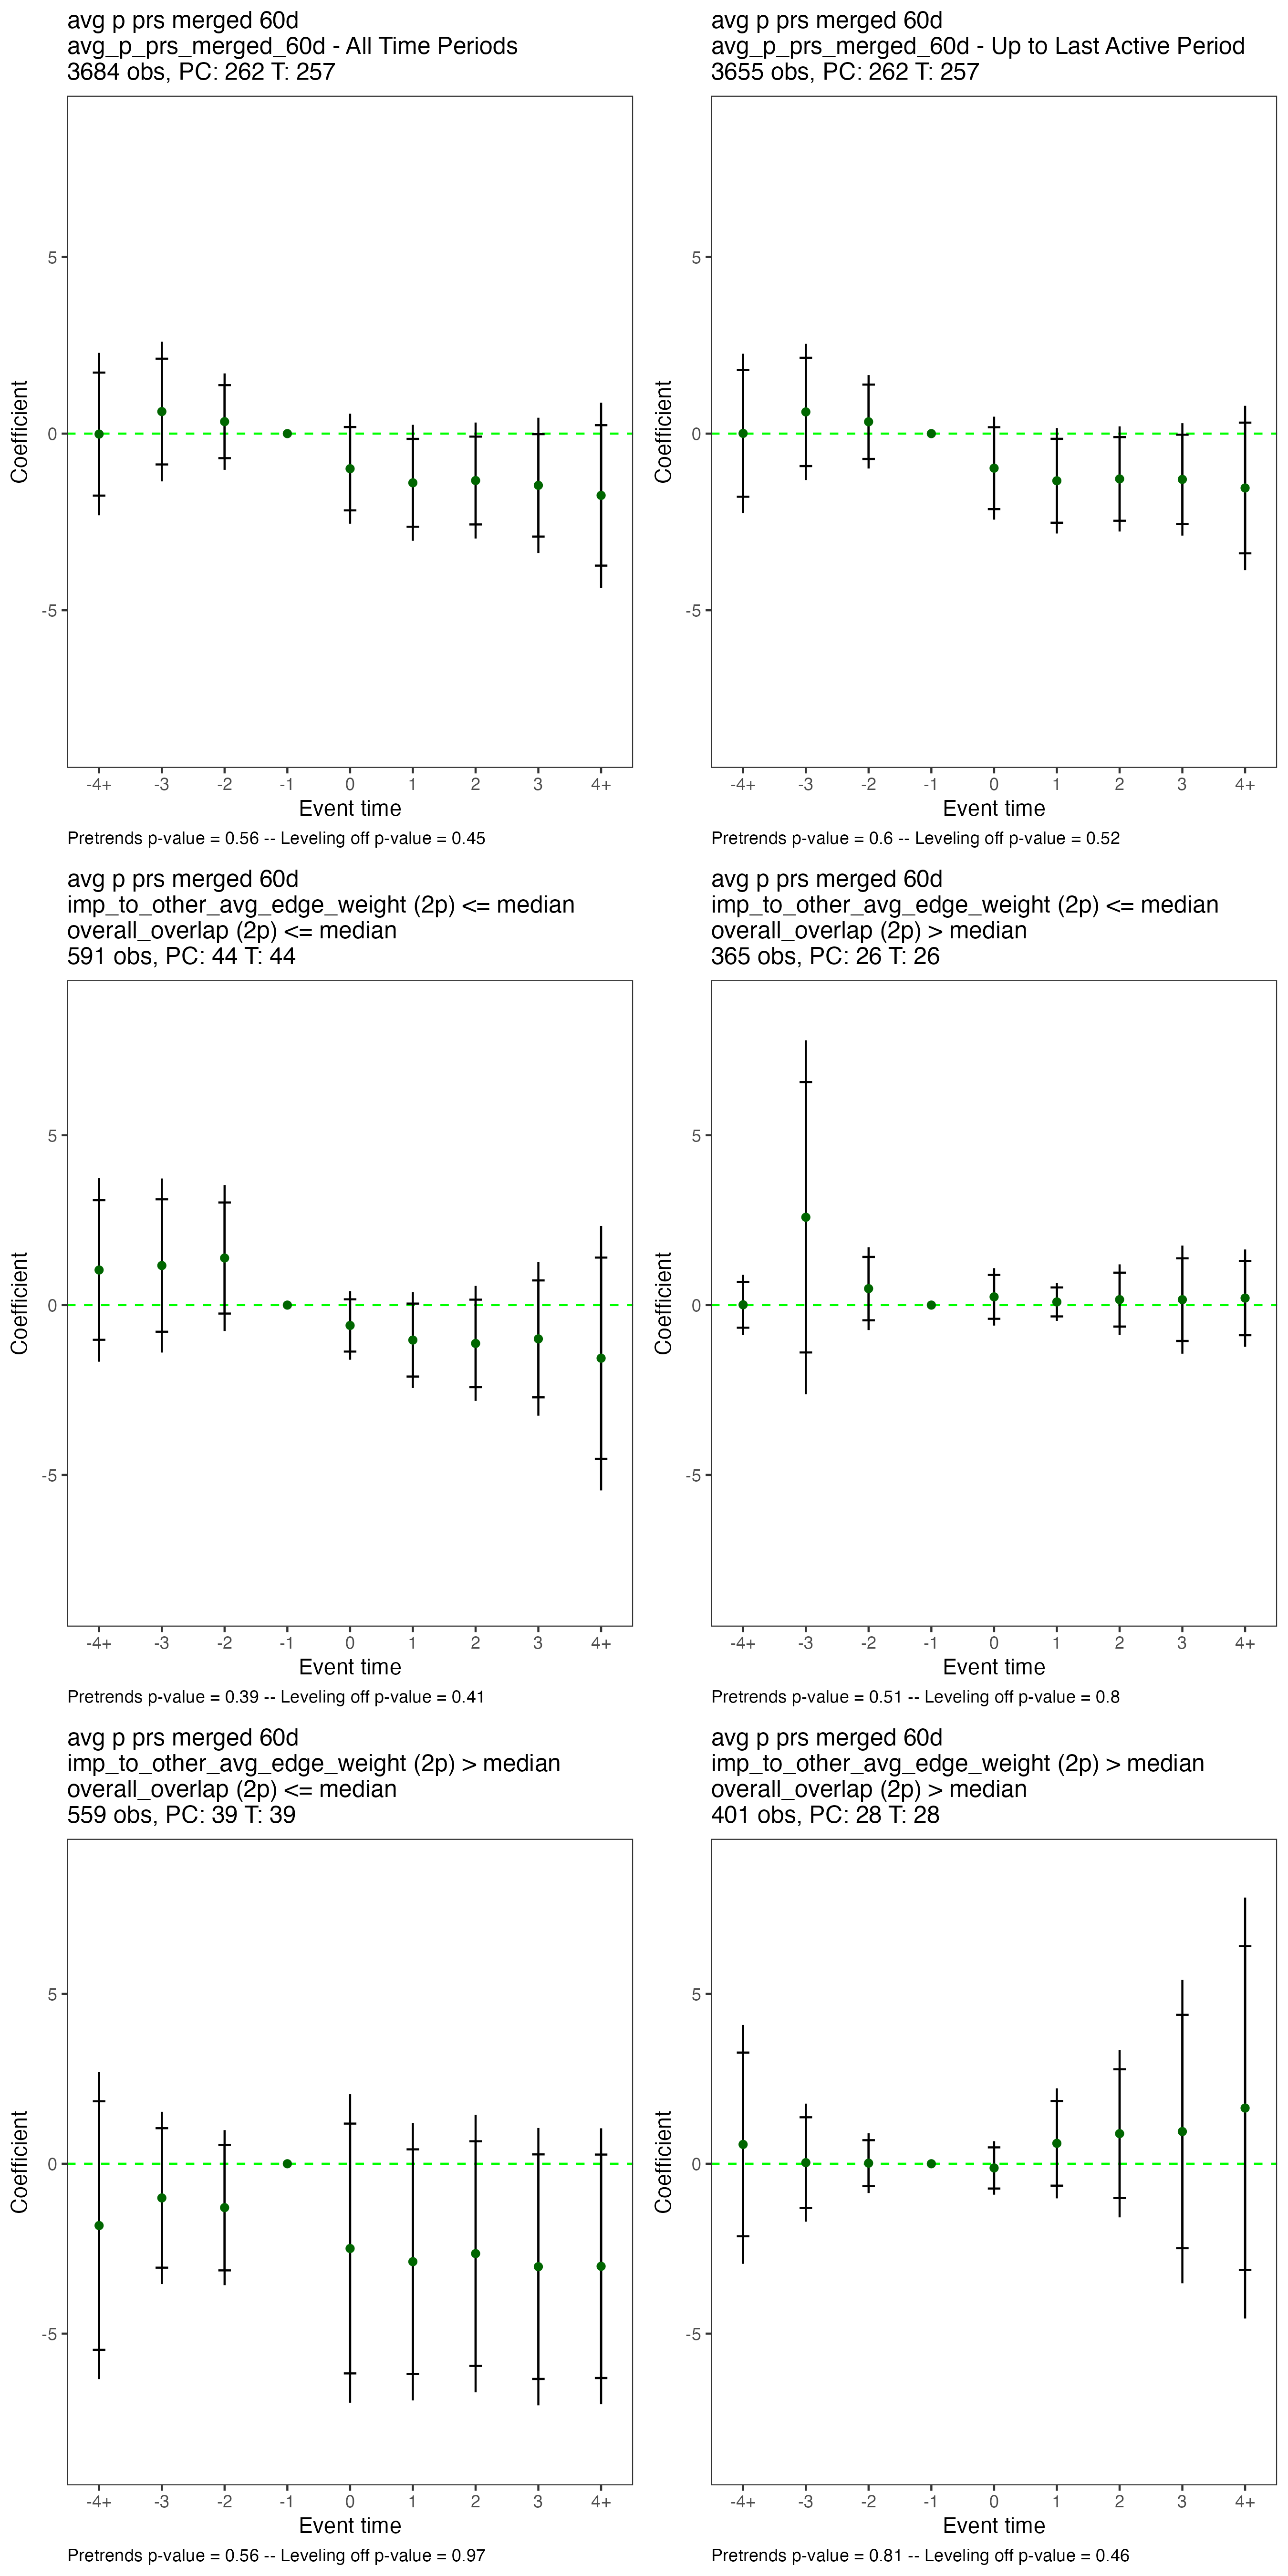 avg p prs merged 60d
avg_p_prs_merged_60d - All Time Periods
3684 obs, PC: 262 T: 257
5
0
-5
Coefficient
-4+ -3 -2 -1 0 1 2 3 4+
Event time
Pretrends p-value = 0.56 -- Leveling off p-value = 0.45
avg p prs merged 60d
avg_p_prs_merged_60d - Up to Last Active Period
3655 obs, PC: 262 T: 257
5
0
-5
Coefficient
-4+ -3 -2 -1 0 1 2 3 4+
Event time
Pretrends p-value = 0.6 -- Leveling off p-value = 0.52
avg p prs merged 60d
imp_to_other_avg_edge_weight (2p) <= median
overall_overlap (2p) <= median
591 obs, PC: 44 T: 44
5
0
-5
Coefficient
-4+ -3 -2 -1 0 1 2 3 4+
Event time
Pretrends p-value = 0.39 -- Leveling off p-value = 0.41
avg p prs merged 60d
imp_to_other_avg_edge_weight (2p) <= median
overall_overlap (2p) > median
365 obs, PC: 26 T: 26
5
0
-5
Coefficient
-4+ -3 -2 -1 0 1 2 3 4+
Event time
Pretrends p-value = 0.51 -- Leveling off p-value = 0.8
avg p prs merged 60d
imp_to_other_avg_edge_weight (2p) > median
overall_overlap (2p) <= median
559 obs, PC: 39 T: 39
5
0
-5
Coefficient
-4+ -3 -2 -1 0 1 2 3 4+
Event time
Pretrends p-value = 0.56 -- Leveling off p-value = 0.97
avg p prs merged 60d
imp_to_other_avg_edge_weight (2p) > median
overall_overlap (2p) > median
401 obs, PC: 28 T: 28
5
0
-5
Coefficient
-4+ -3 -2 -1 0 1 2 3 4+
Event time
Pretrends p-value = 0.81 -- Leveling off p-value = 0.46